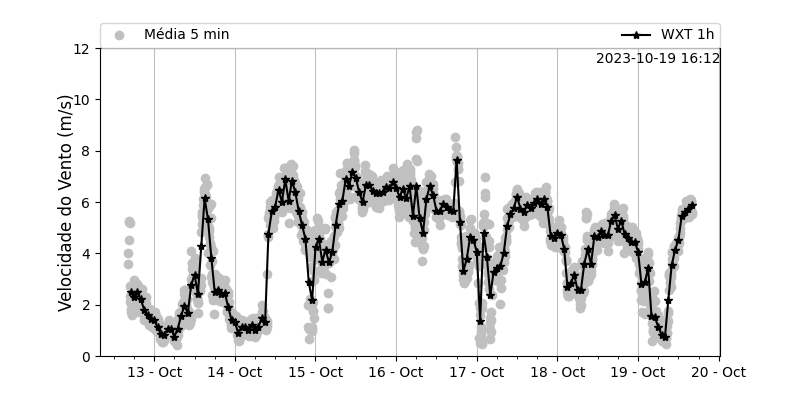 Média 5 min
WXT 1h
2023-10-19 16:12
Velocidade do Vento (m/s)
12
10
8
6
4
2
0
13 - Oct
14 - Oct
15 - Oct
16 - Oct
17 - Oct
18 - Oct
19 - Oct
20 - Oct